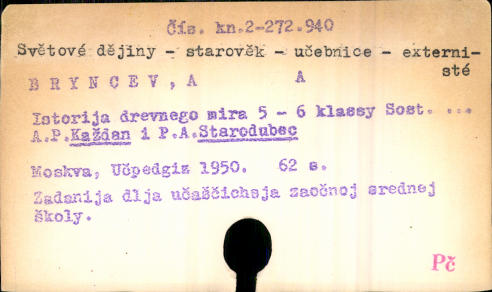 Čís. kn.2-272.940
Světové dějiny - starověk - učebnice - externi-
sté
BRYNCEV, A A
Istorija drevnego mira 5 - 6 klassy Sost. ...
A.P.Každan i P.A.Starodubec
Moskva, Učpedgiz 1950. 62 s.
Zadanija dlja učaščichsja zaočnoj srednej
školy.
Pč